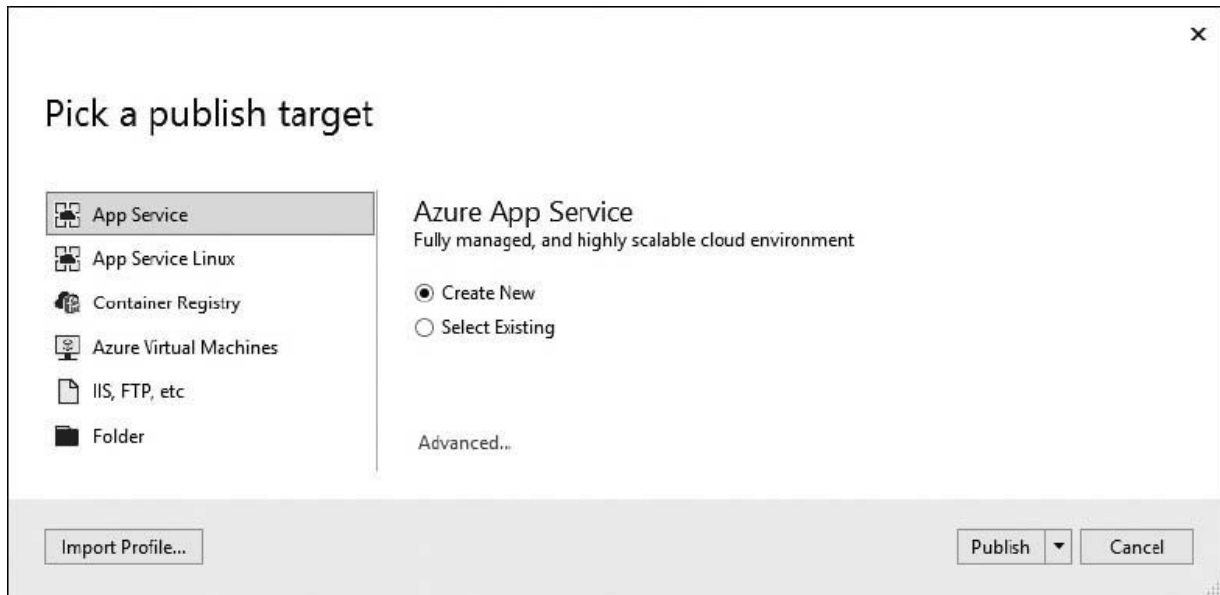 Pick a publish target
App Service
App Service Linux
Container Registry
Azure Virtual Machines
IIS, FTP, etc
Folder
Azure App Service
Fully managed, and highly scalable cloud environment
Create New
Select Existing
Advanced...
Import Profile...
Publish
Cancel